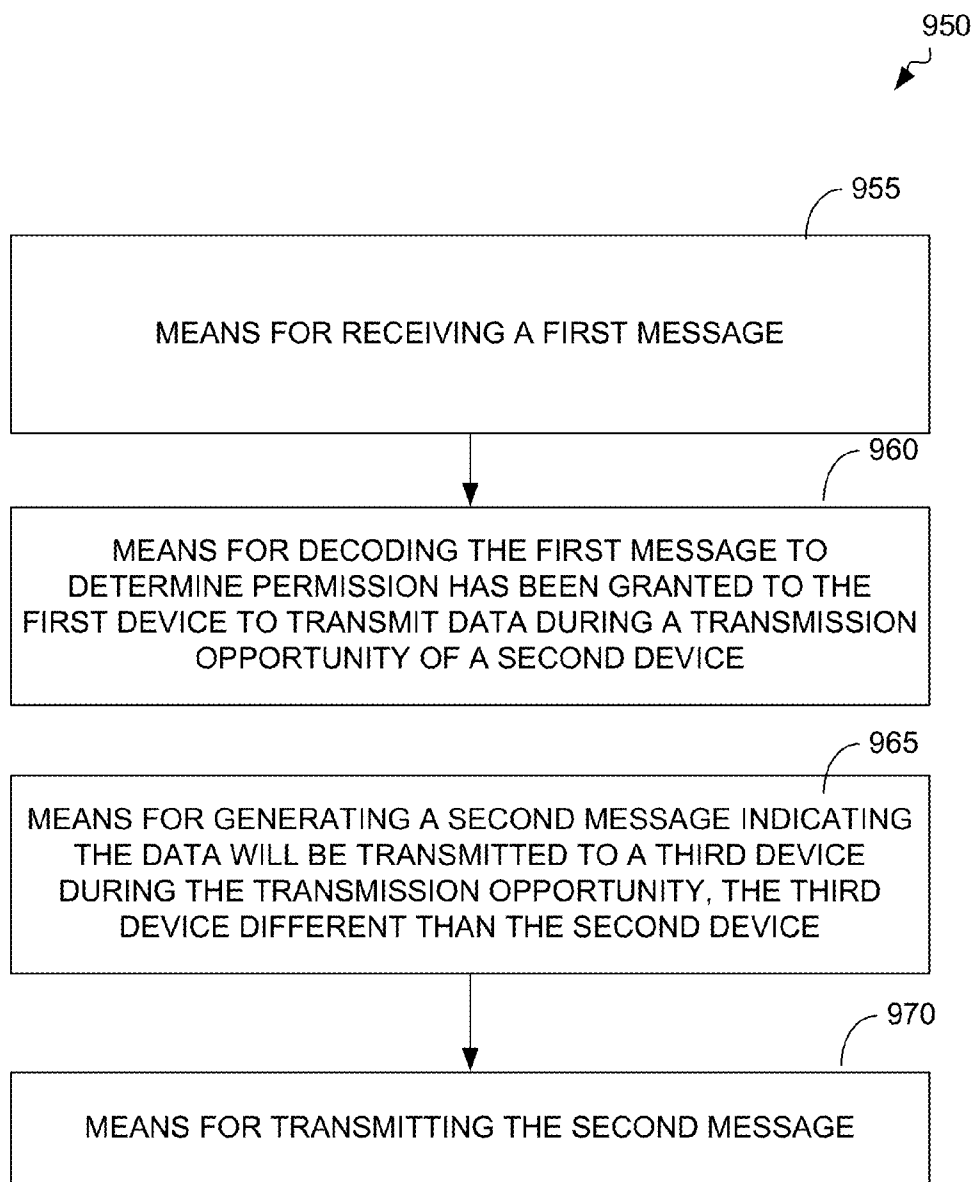 950
955
MEANS FOR RECEIVING A FIRST MESSAGE
960
MEANS FOR DECODING THE FIRST MESSAGE TO
DETERMINE PERMISSION HAS BEEN GRANTED TO THE
FIRST DEVICE TO TRANSMIT DATA DURING A TRANSMISSION
OPPORTUNITY OF A SECOND DEVICE
965
MEANS FOR GENERATING A SECOND MESSAGE INDICATING
THE DATA WILL BE TRANSMITTED TO A THIRD DEVICE
DURING THE TRANSMISSION OPPORTUNITY, THE THIRD
DEVICE DIFFERENT THAN THE SECOND DEVICE
970
MEANS FOR TRANSMITTING THE SECOND MESSAGE